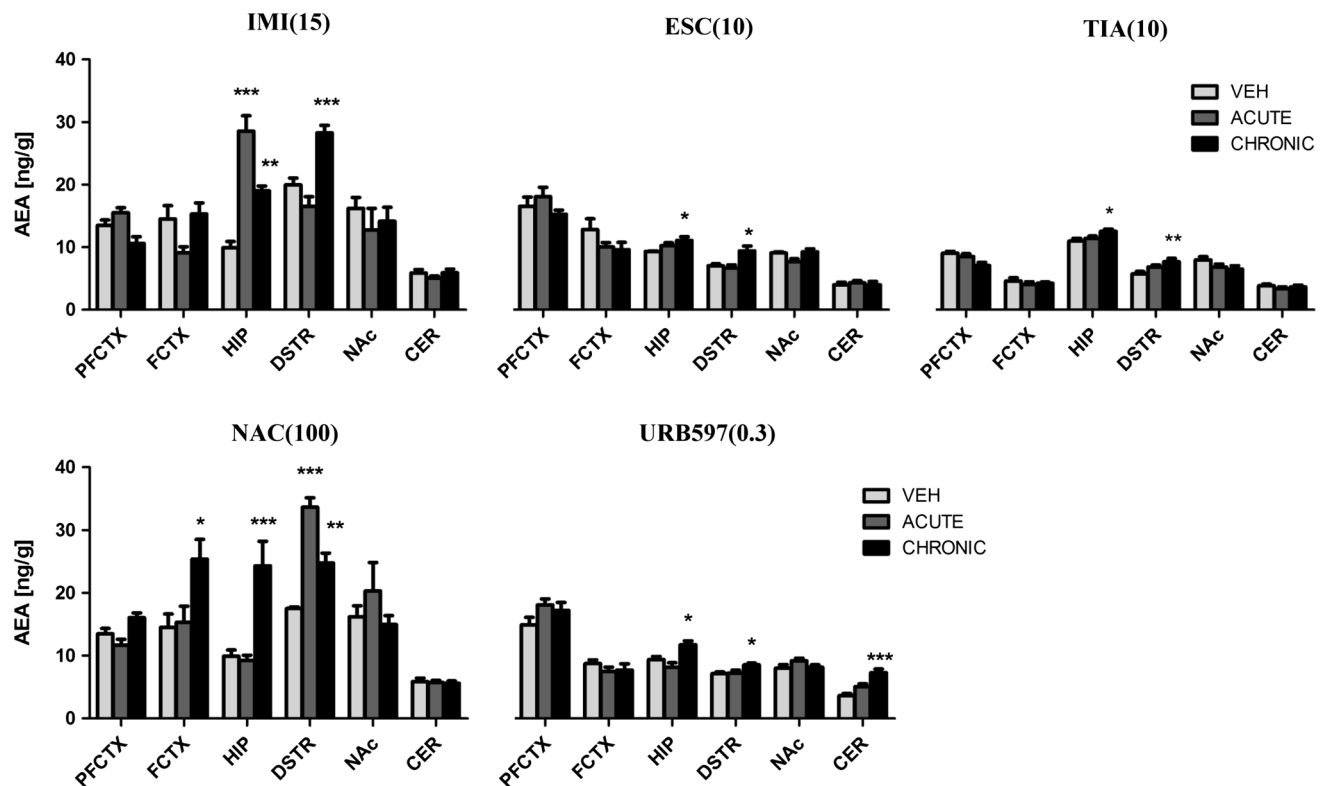 IMI(15)
ESC(10)
TIA(10)
AEA [ng/g]
40
30
20
10
0
*** ** ***
* *
* **
VEH
ACUTE
CHRONIC
PFCTX FCTX HIP DSTR NAc CER
PFCTX FCTX HIP DSTR NAc CER
PFCTX FCTX HIP DSTR NAc CER
NAC(100)
URB597(0.3)
AEA [ng/g]
40
30
20
10
0
* *** *** **
* * ***
VEH
ACUTE
CHRONIC
PFCTX FCTX HIP DSTR NAc CER
PFCTX FCTX HIP DSTR NAc CER